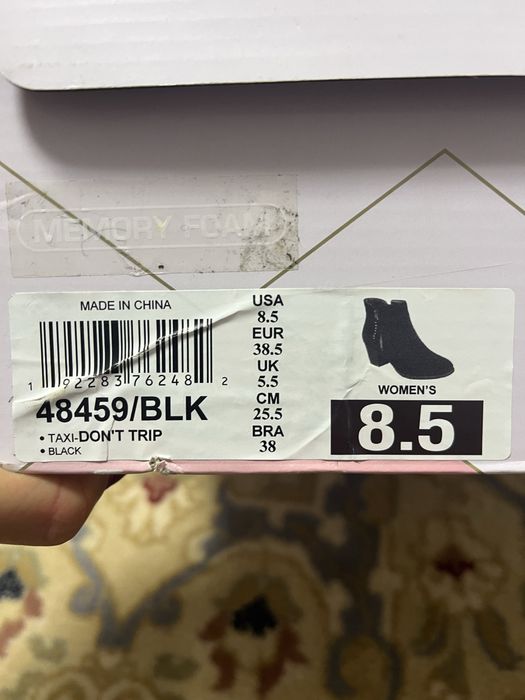 MEMORY FOAM
MADE IN CHINA
1 92283 76248 2
48459/BLK
• TAXI-DON'T TRIP
• BLACK
USA
8.5
EUR
38.5
UK
5.5
CM
25.5
BRA
38
WOMEN'S
8.5